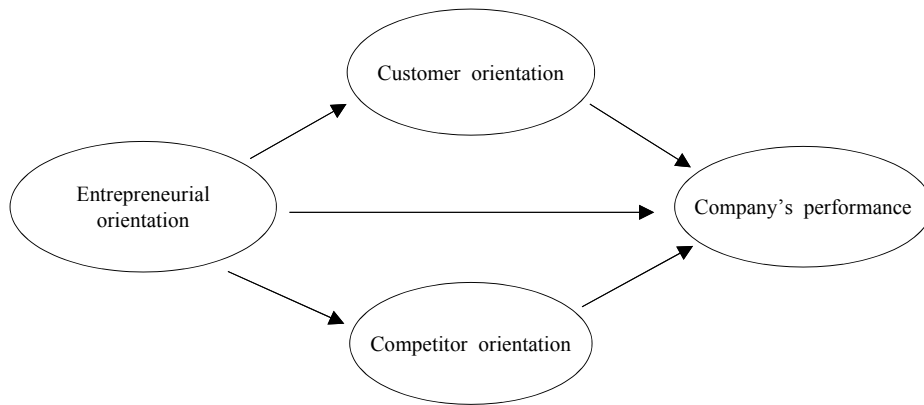 Customer orientation
Entrepreneurial
orientation
Company's performance
Competitor orientation